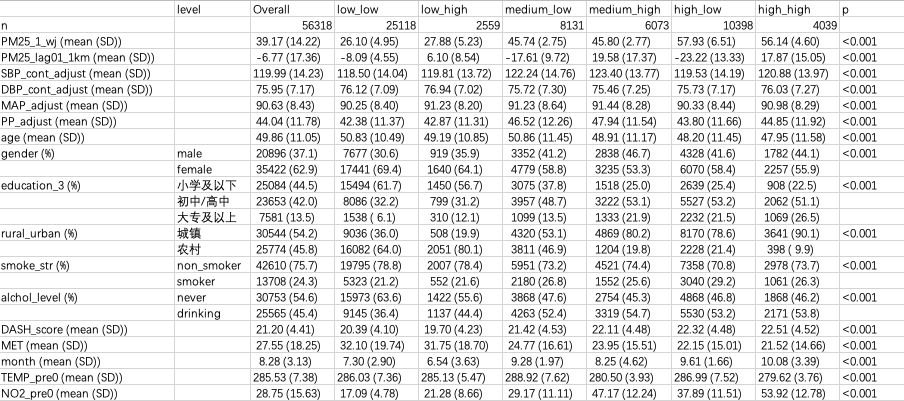 level Overall low_low low_high medium_low medium_high high_low high_high p
n 56318 25118 2559 8131 6073 10398 4039
PM25_1_wj (mean (SD)) 39.17 (14.22) 26.10 (4.95) 27.88 (5.23) 45.74 (2.75) 45.80 (2.77) 57.93 (6.51) 56.14 (4.60) <0.001
PM25_lag01_1km (mean (SD)) -6.77 (17.36) -8.09 (4.55) 6.10 (8.54) -17.61 (9.72) 19.58 (17.37) -23.22 (13.33) 17.87 (15.05) <0.001
SBP_cont_adjust (mean (SD)) 119.99 (14.23) 118.50 (14.04) 119.81 (13.72) 122.24 (14.76) 123.40 (13.77) 119.53 (14.19) 120.88 (13.97) <0.001
DBP_cont_adjust (mean (SD)) 75.95 (7.17) 76.12 (7.09) 76.94 (7.02) 75.72 (7.30) 75.46 (7.25) 75.73 (7.17) 76.03 (7.27) <0.001
MAP_adjust (mean (SD)) 90.63 (8.43) 90.25 (8.40) 91.23 (8.20) 91.23 (8.64) 91.44 (8.28) 90.33 (8.44) 90.98 (8.29) <0.001
PP_adjust (mean (SD)) 44.04 (11.78) 42.38 (11.37) 42.87 (11.31) 46.52 (12.26) 47.94 (11.54) 43.80 (11.66) 44.85 (11.92) <0.001
age (mean (SD)) 49.86 (11.05) 50.83 (10.49) 49.19 (10.85) 50.86 (11.45) 48.91 (11.17) 48.20 (11.45) 47.95 (11.58) <0.001
gender (%) male 20896 (37.1) 7677 (30.6) 919 (35.9) 3352 (41.2) 2838 (46.7) 4328 (41.6) 1782 (44.1) <0.001
female 35422 (62.9) 17441 (69.4) 1640 (64.1) 4779 (58.8) 3235 (53.3) 6070 (58.4) 2257 (55.9)
education_3 (%) 小学及以下 25084 (44.5) 15494 (61.7) 1450 (56.7) 3075 (37.8) 1518 (25.0) 2639 (25.4) 908 (22.5) <0.001
初中/高中 23653 (42.0) 8086 (32.2) 799 (31.2) 3957 (48.7) 3222 (53.1) 5527 (53.2) 2062 (51.1)
大专及以上 7581 (13.5) 1538 ( 6.1) 310 (12.1) 1099 (13.5) 1333 (21.9) 2232 (21.5) 1069 (26.5)
rural_urban (%) 城镇 30544 (54.2) 9036 (36.0) 508 (19.9) 4320 (53.1) 4869 (80.2) 8170 (78.6) 3641 (90.1) <0.001
农村 25774 (45.8) 16082 (64.0) 2051 (80.1) 3811 (46.9) 1204 (19.8) 2228 (21.4) 398 ( 9.9)
smoke_str (%) non_smoker 42610 (75.7) 19795 (78.8) 2007 (78.4) 5951 (73.2) 4521 (74.4) 7358 (70.8) 2978 (73.7) <0.001
smoker 13708 (24.3) 5323 (21.2) 552 (21.6) 2180 (26.8) 1552 (25.6) 3040 (29.2) 1061 (26.3)
alchol_level (%) never 30753 (54.6) 15973 (63.6) 1422 (55.6) 3868 (47.6) 2754 (45.3) 4868 (46.8) 1868 (46.2) <0.001
drinking 25565 (45.4) 9145 (36.4) 1137 (44.4) 4263 (52.4) 3319 (54.7) 5530 (53.2) 2171 (53.8)
DASH_score (mean (SD)) 21.20 (4.41) 20.39 (4.10) 19.70 (4.23) 21.42 (4.53) 22.11 (4.48) 22.32 (4.48) 22.51 (4.52) <0.001
MET (mean (SD)) 27.55 (18.25) 32.10 (19.74) 31.75 (18.70) 24.77 (16.61) 23.95 (15.51) 22.15 (15.01) 21.52 (14.66) <0.001
month (mean (SD)) 8.28 (3.13) 7.30 (2.90) 6.54 (3.63) 9.28 (1.97) 8.25 (4.62) 9.61 (1.66) 10.08 (3.39) <0.001
TEMP_pre0 (mean (SD)) 285.53 (7.38) 286.03 (7.36) 285.13 (5.47) 288.92 (7.62) 280.50 (3.93) 286.99 (7.52) 279.62 (3.76) <0.001
NO2_pre0 (mean (SD)) 28.75 (15.63) 17.09 (4.78) 21.28 (8.66) 29.17 (11.11) 47.17 (12.24) 37.89 (11.51) 53.92 (12.78) <0.001